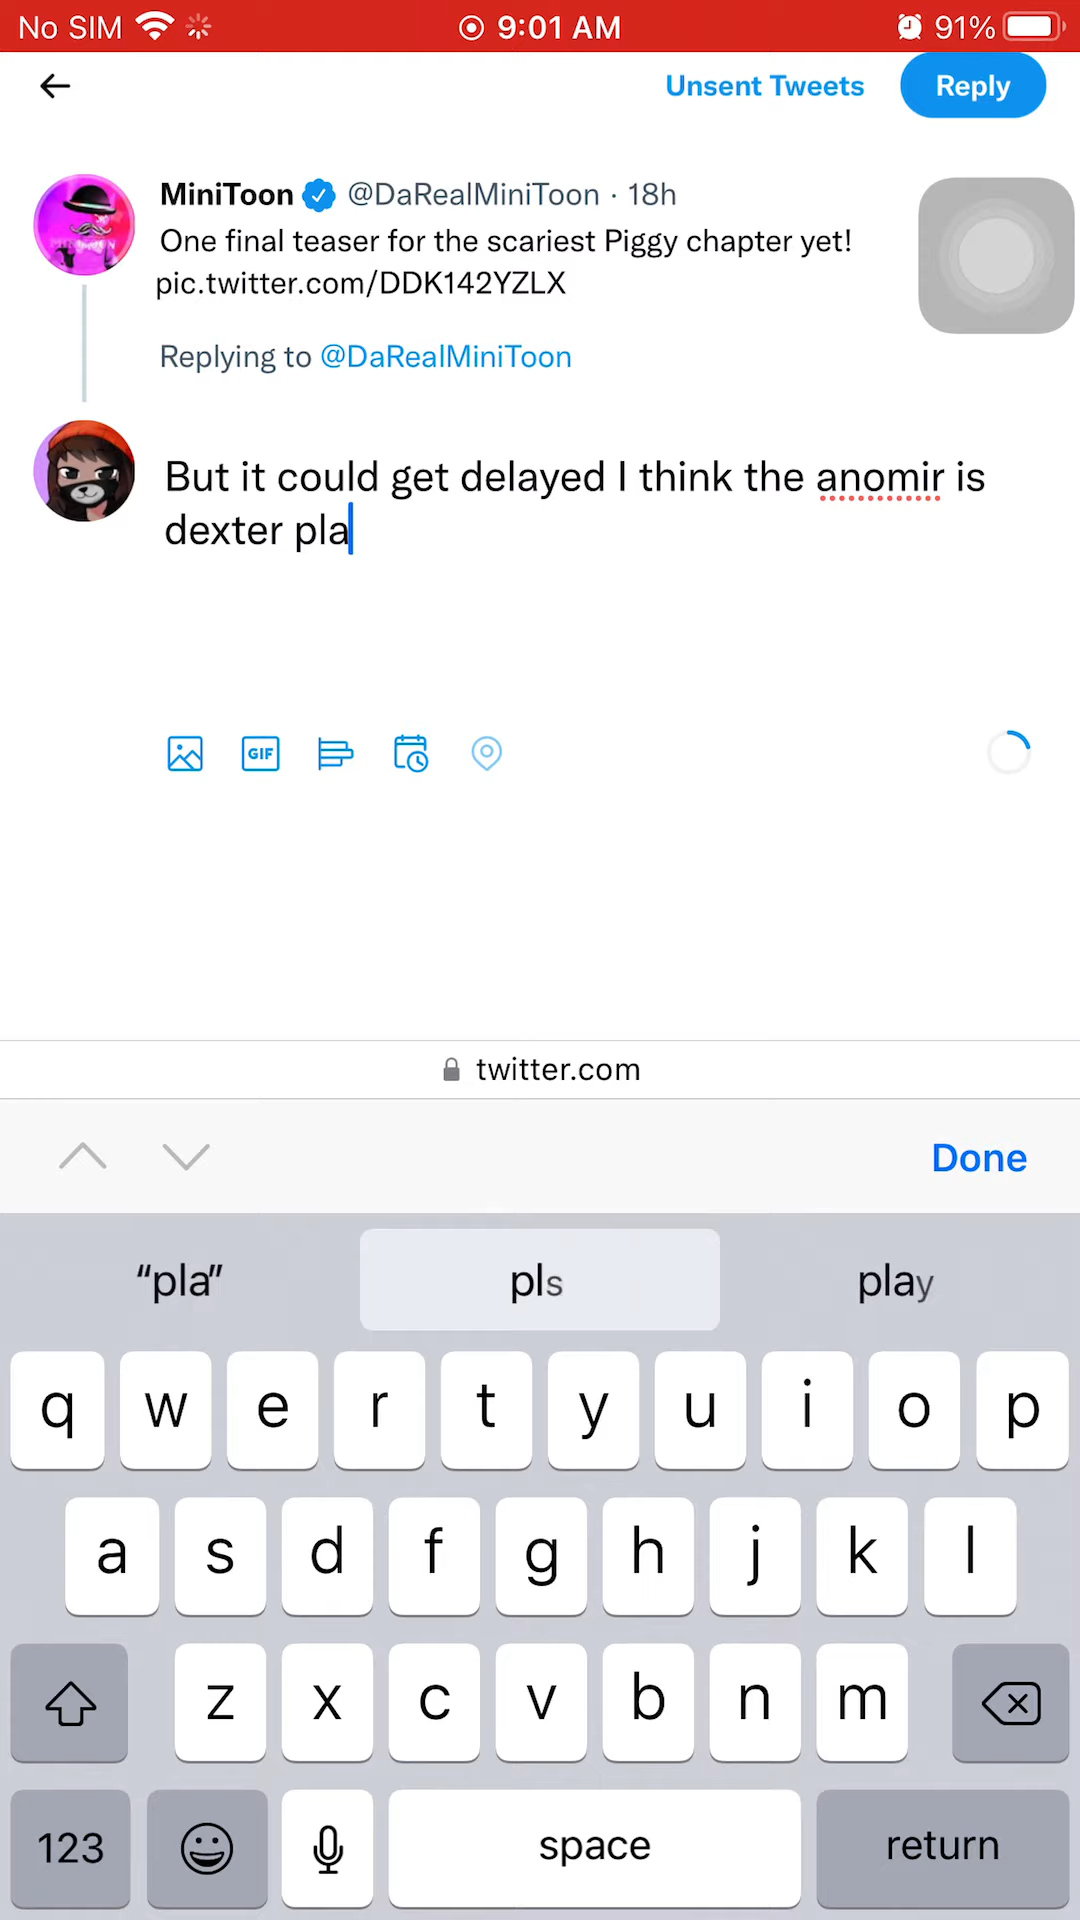 No SIM 9:01 AM 91%
Unsent Tweets Reply
MiniToon @DaRealMiniToon · 18h
One final teaser for the scariest Piggy chapter yet!
pic.twitter.com/DDK142YZLX
Replying to @DaRealMiniToon
But it could get delayed I think the anomir is
dexter pla
GIF
twitter.com
Done
“pla” pls play
q w e r t y u i o p
a s d f g h j k l
z x c v b n m
123 space return